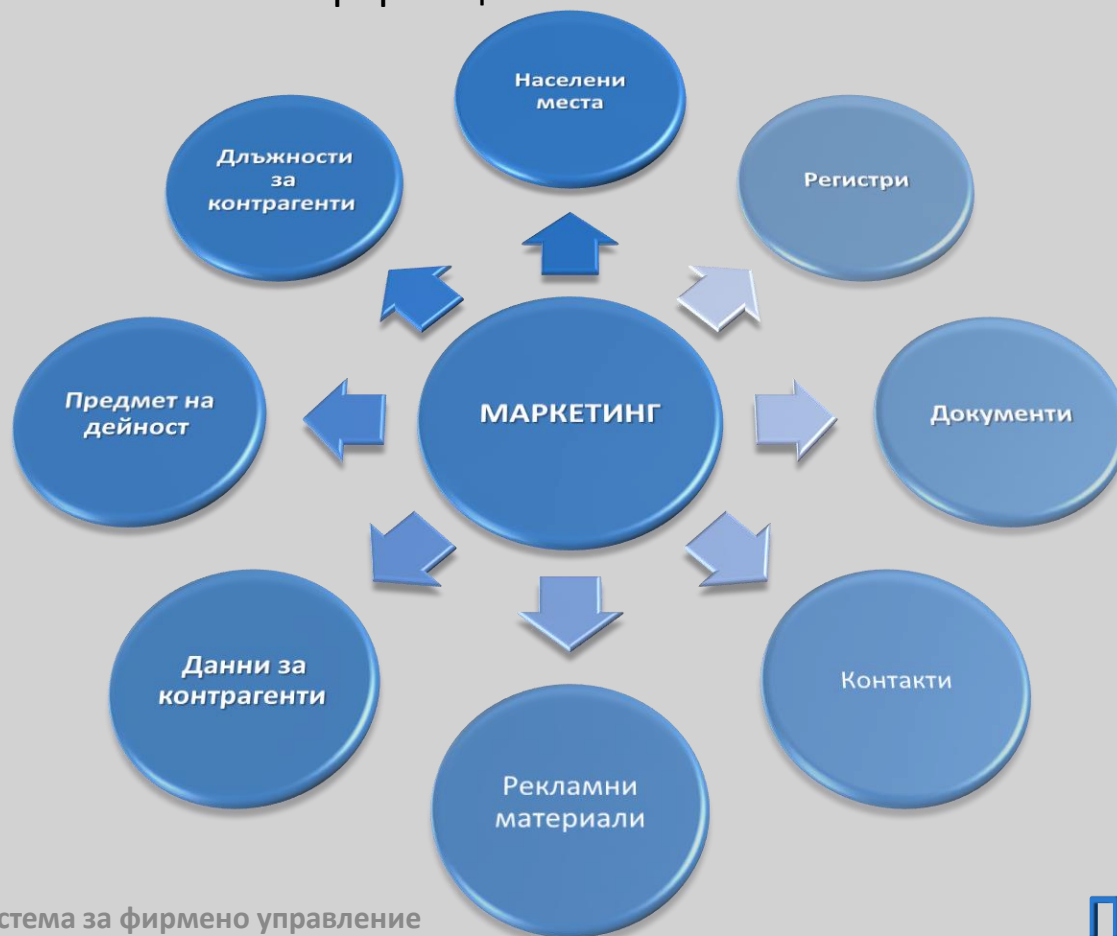 Населени
места
Регистри
Документи
Контакти
Рекламни
материали
Данни за
контрагенти
Предмет на
дейност
Длъжности
за
контрагенти
МАРКЕТИНГ
за фирмено управление